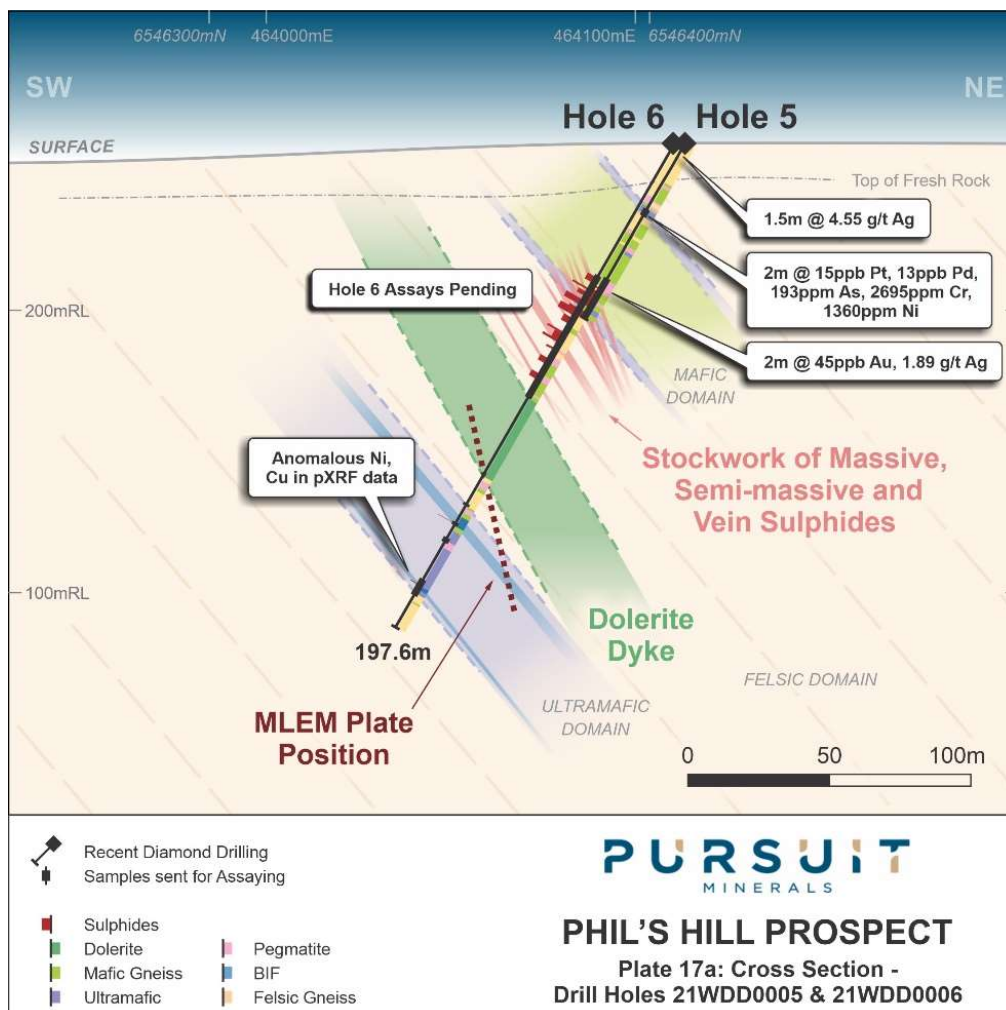 6546300mN
464000mE
464100mE
6546400mN
SW
NE
Hole 6
Hole 5
SURFACE
Top of Fresh Rock
1.5m @ 4.55 g/t Ag
2m @ 15ppb Pt, 13ppb Pd,
193ppm As, 2695ppm Cr,
1360ppm Ni
Hole 6 Assays Pending
200mRL
2m @ 45ppb Au, 1.89 g/t Ag
MAFIC
DOMAIN
Stockwork of Massive,
Semi-massive and
Vein Sulphides
Anomalous Ni,
Cu in pXRF data
100mRL
197.6m
Dolerite
Dyke
FELSIC DOMAIN
MLEM Plate
Position
ULTRAMAFIC
DOMAIN
0
50
100m
Recent Diamond Drilling
Samples sent for Assaying
Sulphides
Dolerite
Mafic Gneiss
Ultramafic
Pegmatite
BIF
Felsic Gneiss
PURSUIT
MINERALS
PHIL'S HILL PROSPECT
Plate 17a: Cross Section -
Drill Holes 21WDD0005 & 21WDD0006